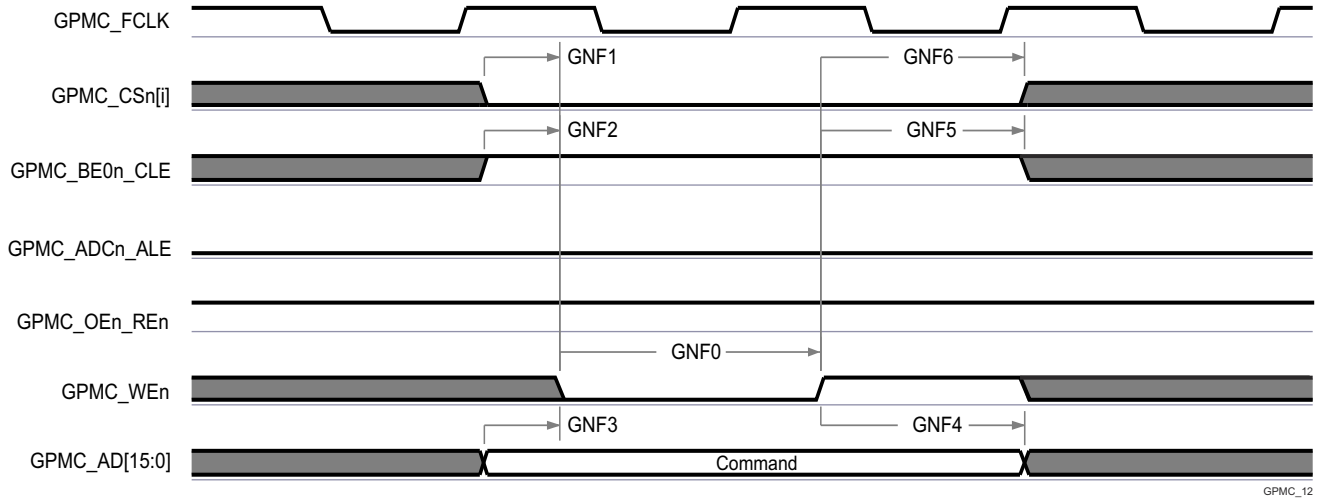 GPMC_FCLK
GNF1
GNF6
GPMC_CSn[i]
GNF2
GNF5
GPMC_BE0n_CLE
GPMC_ADCn_ALE
GPMC_OEn_REn
GNF0
GPMC_WEn
GNF3
GNF4
GPMC_AD[15:0]
Command
GPMC_12